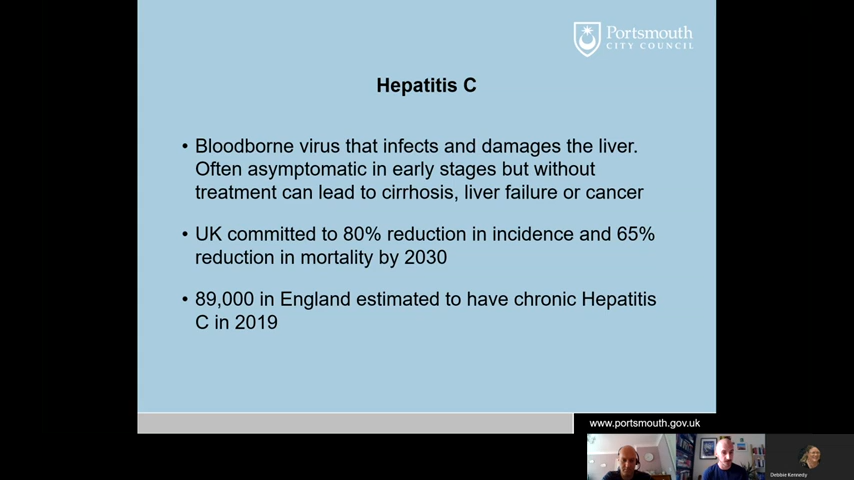 Portsmouth
CITY COUNCIL
Hepatitis C
• Bloodborne virus that infects and damages the liver.
Often asymptomatic in early stages but without
treatment can lead to cirrhosis, liver failure or cancer
• UK committed to 80% reduction in incidence and 65%
reduction in mortality by 2030
• 89,000 in England estimated to have chronic Hepatitis
C in 2019
www.portsmouth.gov.uk
Debbie Kennedy